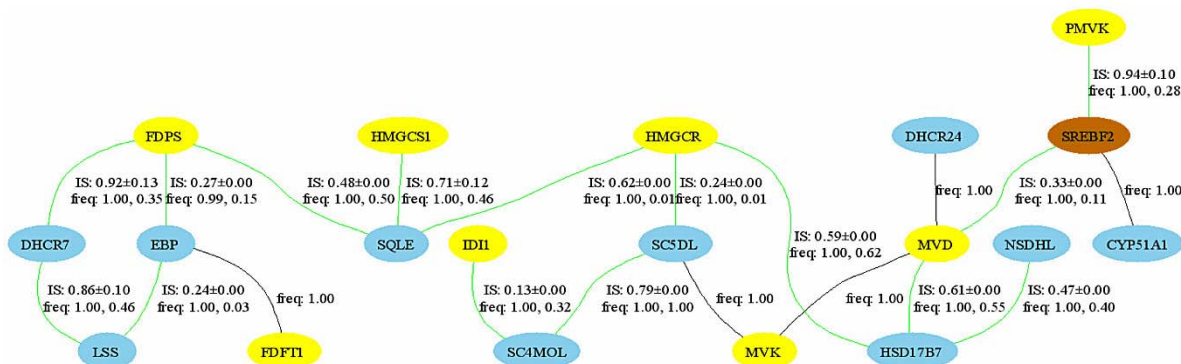 PMVK
IS: 0.94±0.10
freq: 1.00, 0.28
FDPS
HMGCS1
HMGCR
DHCR24
SREBF2
IS: 0.92±0.13
freq: 1.00, 0.35
IS: 0.27±0.00
freq: 0.99, 0.15
IS: 0.48±0.00
freq: 1.00, 0.50
IS: 0.71±0.12
freq: 1.00, 0.46
IS: 0.62±0.00
freq: 1.00, 0.01
IS: 0.24±0.00
freq: 1.00, 0.01
freq: 1.00
IS: 0.33±0.00
freq: 1.00, 0.11
freq: 1.00
DHCR7
EBP
SQLE
IDI1
SC5DL
IS: 0.59±0.00
freq: 1.00, 0.62
MVD
NSDHL
CYP51A1
IS: 0.86±0.10
freq: 1.00, 0.46
IS: 0.24±0.00
freq: 1.00, 0.03
freq: 1.00
IS: 0.13±0.00
freq: 1.00, 0.32
IS: 0.79±0.00
freq: 1.00, 1.00
freq: 1.00
freq: 1.00
IS: 0.61±0.00
freq: 1.00, 0.55
IS: 0.47±0.00
freq: 1.00, 0.40
LSS
FDFT1
SC4MOL
MVK
HSD17B7